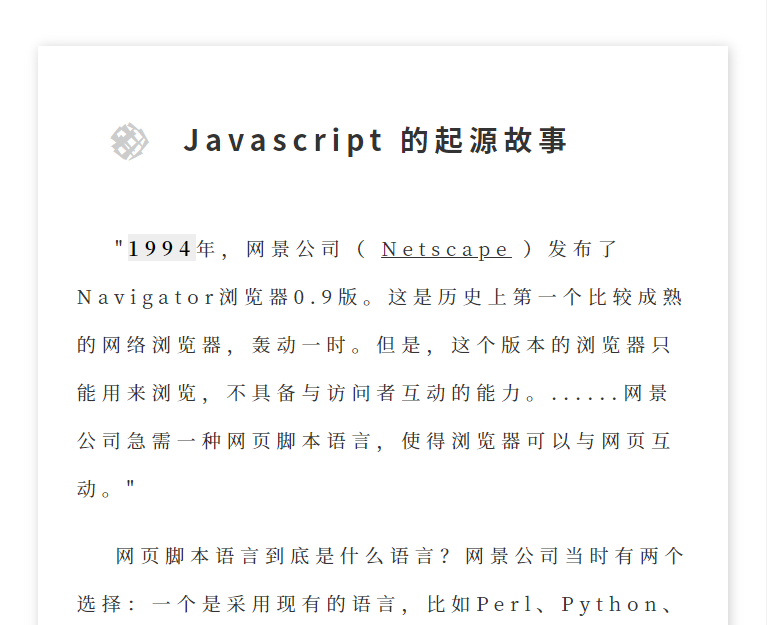 Javascript 的起源故事
"1994年，网景公司（ Netscape ）发布了
Navigator浏览器0.9版。这是历史上第一个比较成熟
的网络浏览器，轰动一时。但是，这个版本的浏览器只
能用来浏览，不具备与访问者互动的能力。......网景
公司急需一种网页脚本语言，使得浏览器可以与网页互
动。"
网页脚本语言到底是什么语言？网景公司当时有两个
选择：一个是采用现有的语言，比如Perl、Python、